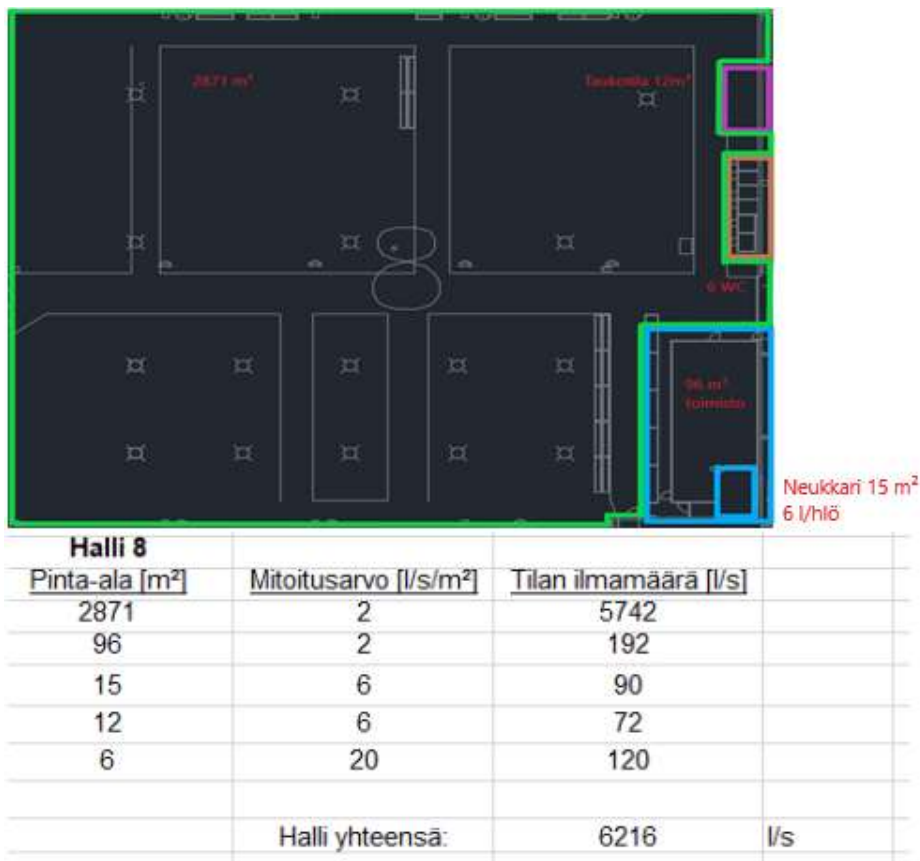 2871 m²
Taukotila 12m²
6 WC
96 m²
toimisto
Neukkari 15 m²
6 l/hlö
Halli 8
Pinta-ala [m²] Mitoitusarvo [l/s/m²] Tilan ilmamäärä [l/s]
2871 2 5742
96 2 192
15 6 90
12 6 72
6 20 120
Halli yhteensä: 6216 l/s